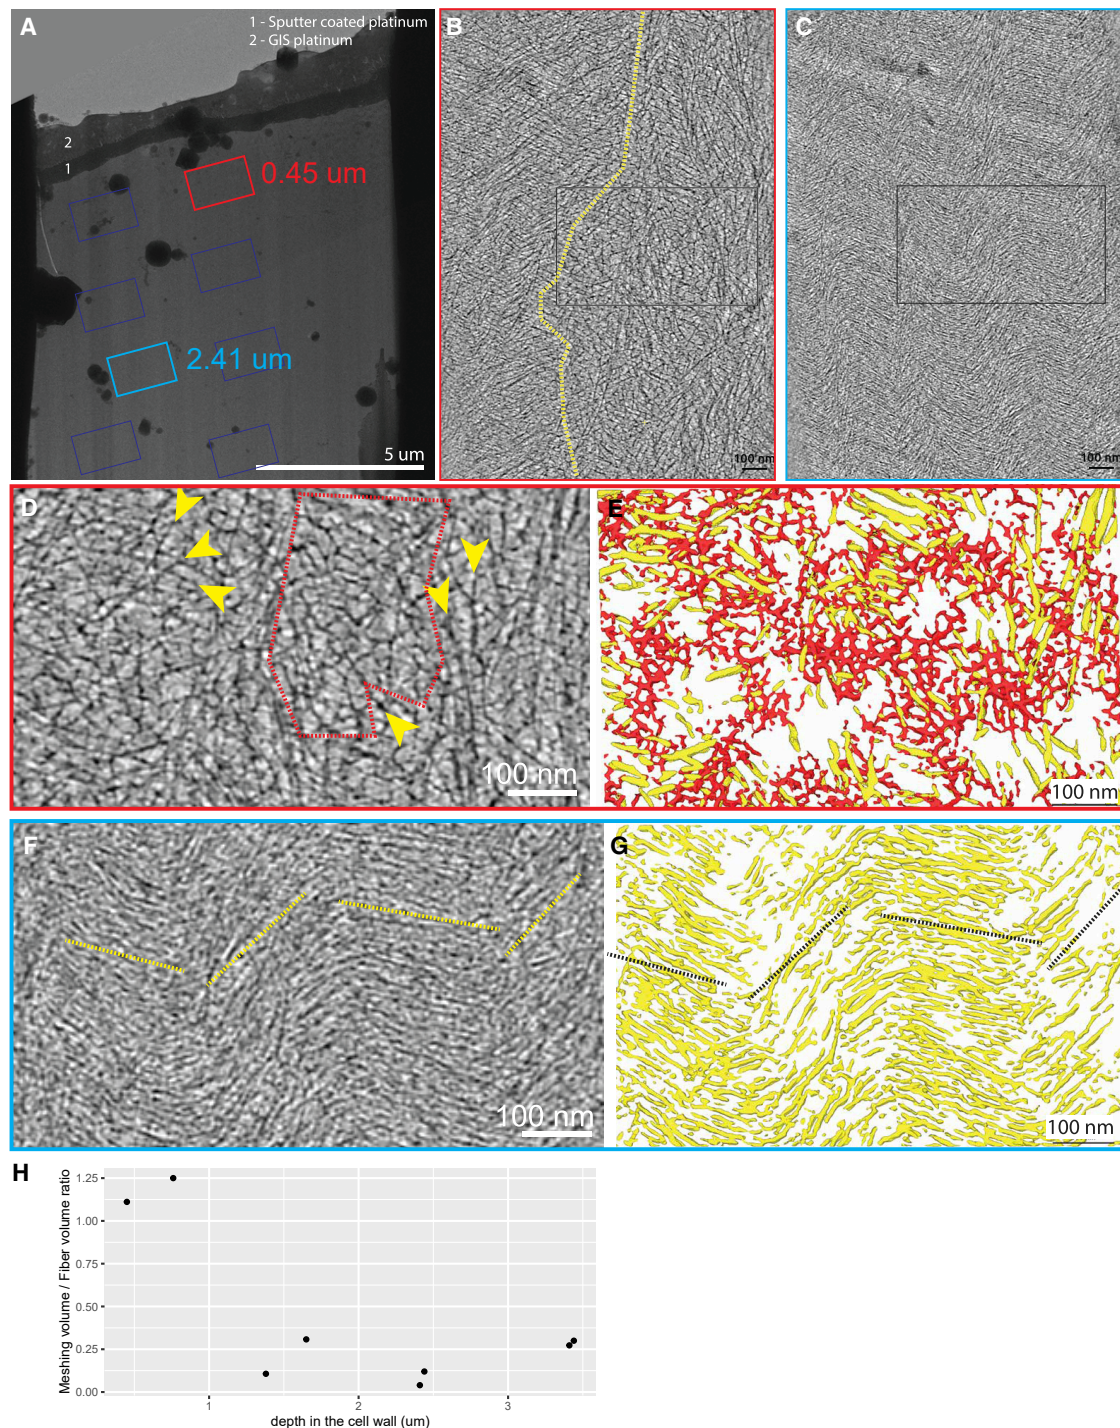 A
1 - Sputter coated platinum
2 - GIS platinum
2
1
0.45 um
2.41 um
5 um
B
100 nm
C
100 nm
D
100 nm
E
100 nm
F
100 nm
G
100 nm
H
Meshing volume / Fiber volume ratio
1.25
1.00
0.75
0.50
0.25
0.00
1
2
3
depth in the cell wall (um)